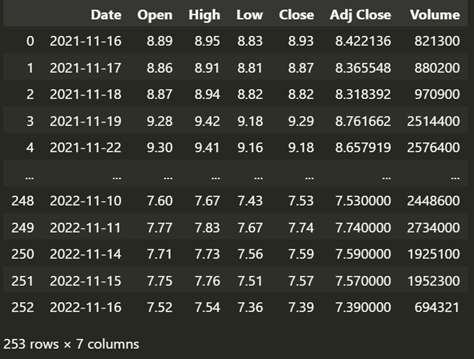 Date Open High Low Close Adj Close Volume
0 2021-11-16 8.89 8.95 8.83 8.93 8.422136 821300
1 2021-11-17 8.86 8.91 8.81 8.87 8.365548 880200
2 2021-11-18 8.87 8.94 8.82 8.82 8.318392 970900
3 2021-11-19 9.28 9.42 9.18 9.29 8.761662 2514400
4 2021-11-22 9.30 9.41 9.16 9.18 8.657919 2576400
... ... ... ... ... ... ... ...
248 2022-11-10 7.60 7.67 7.43 7.53 7.530000 2448600
249 2022-11-11 7.77 7.83 7.67 7.74 7.740000 2734000
250 2022-11-14 7.71 7.73 7.56 7.59 7.590000 1925100
251 2022-11-15 7.75 7.76 7.51 7.57 7.570000 1952300
252 2022-11-16 7.52 7.54 7.36 7.39 7.390000 694321
253 rows × 7 columns